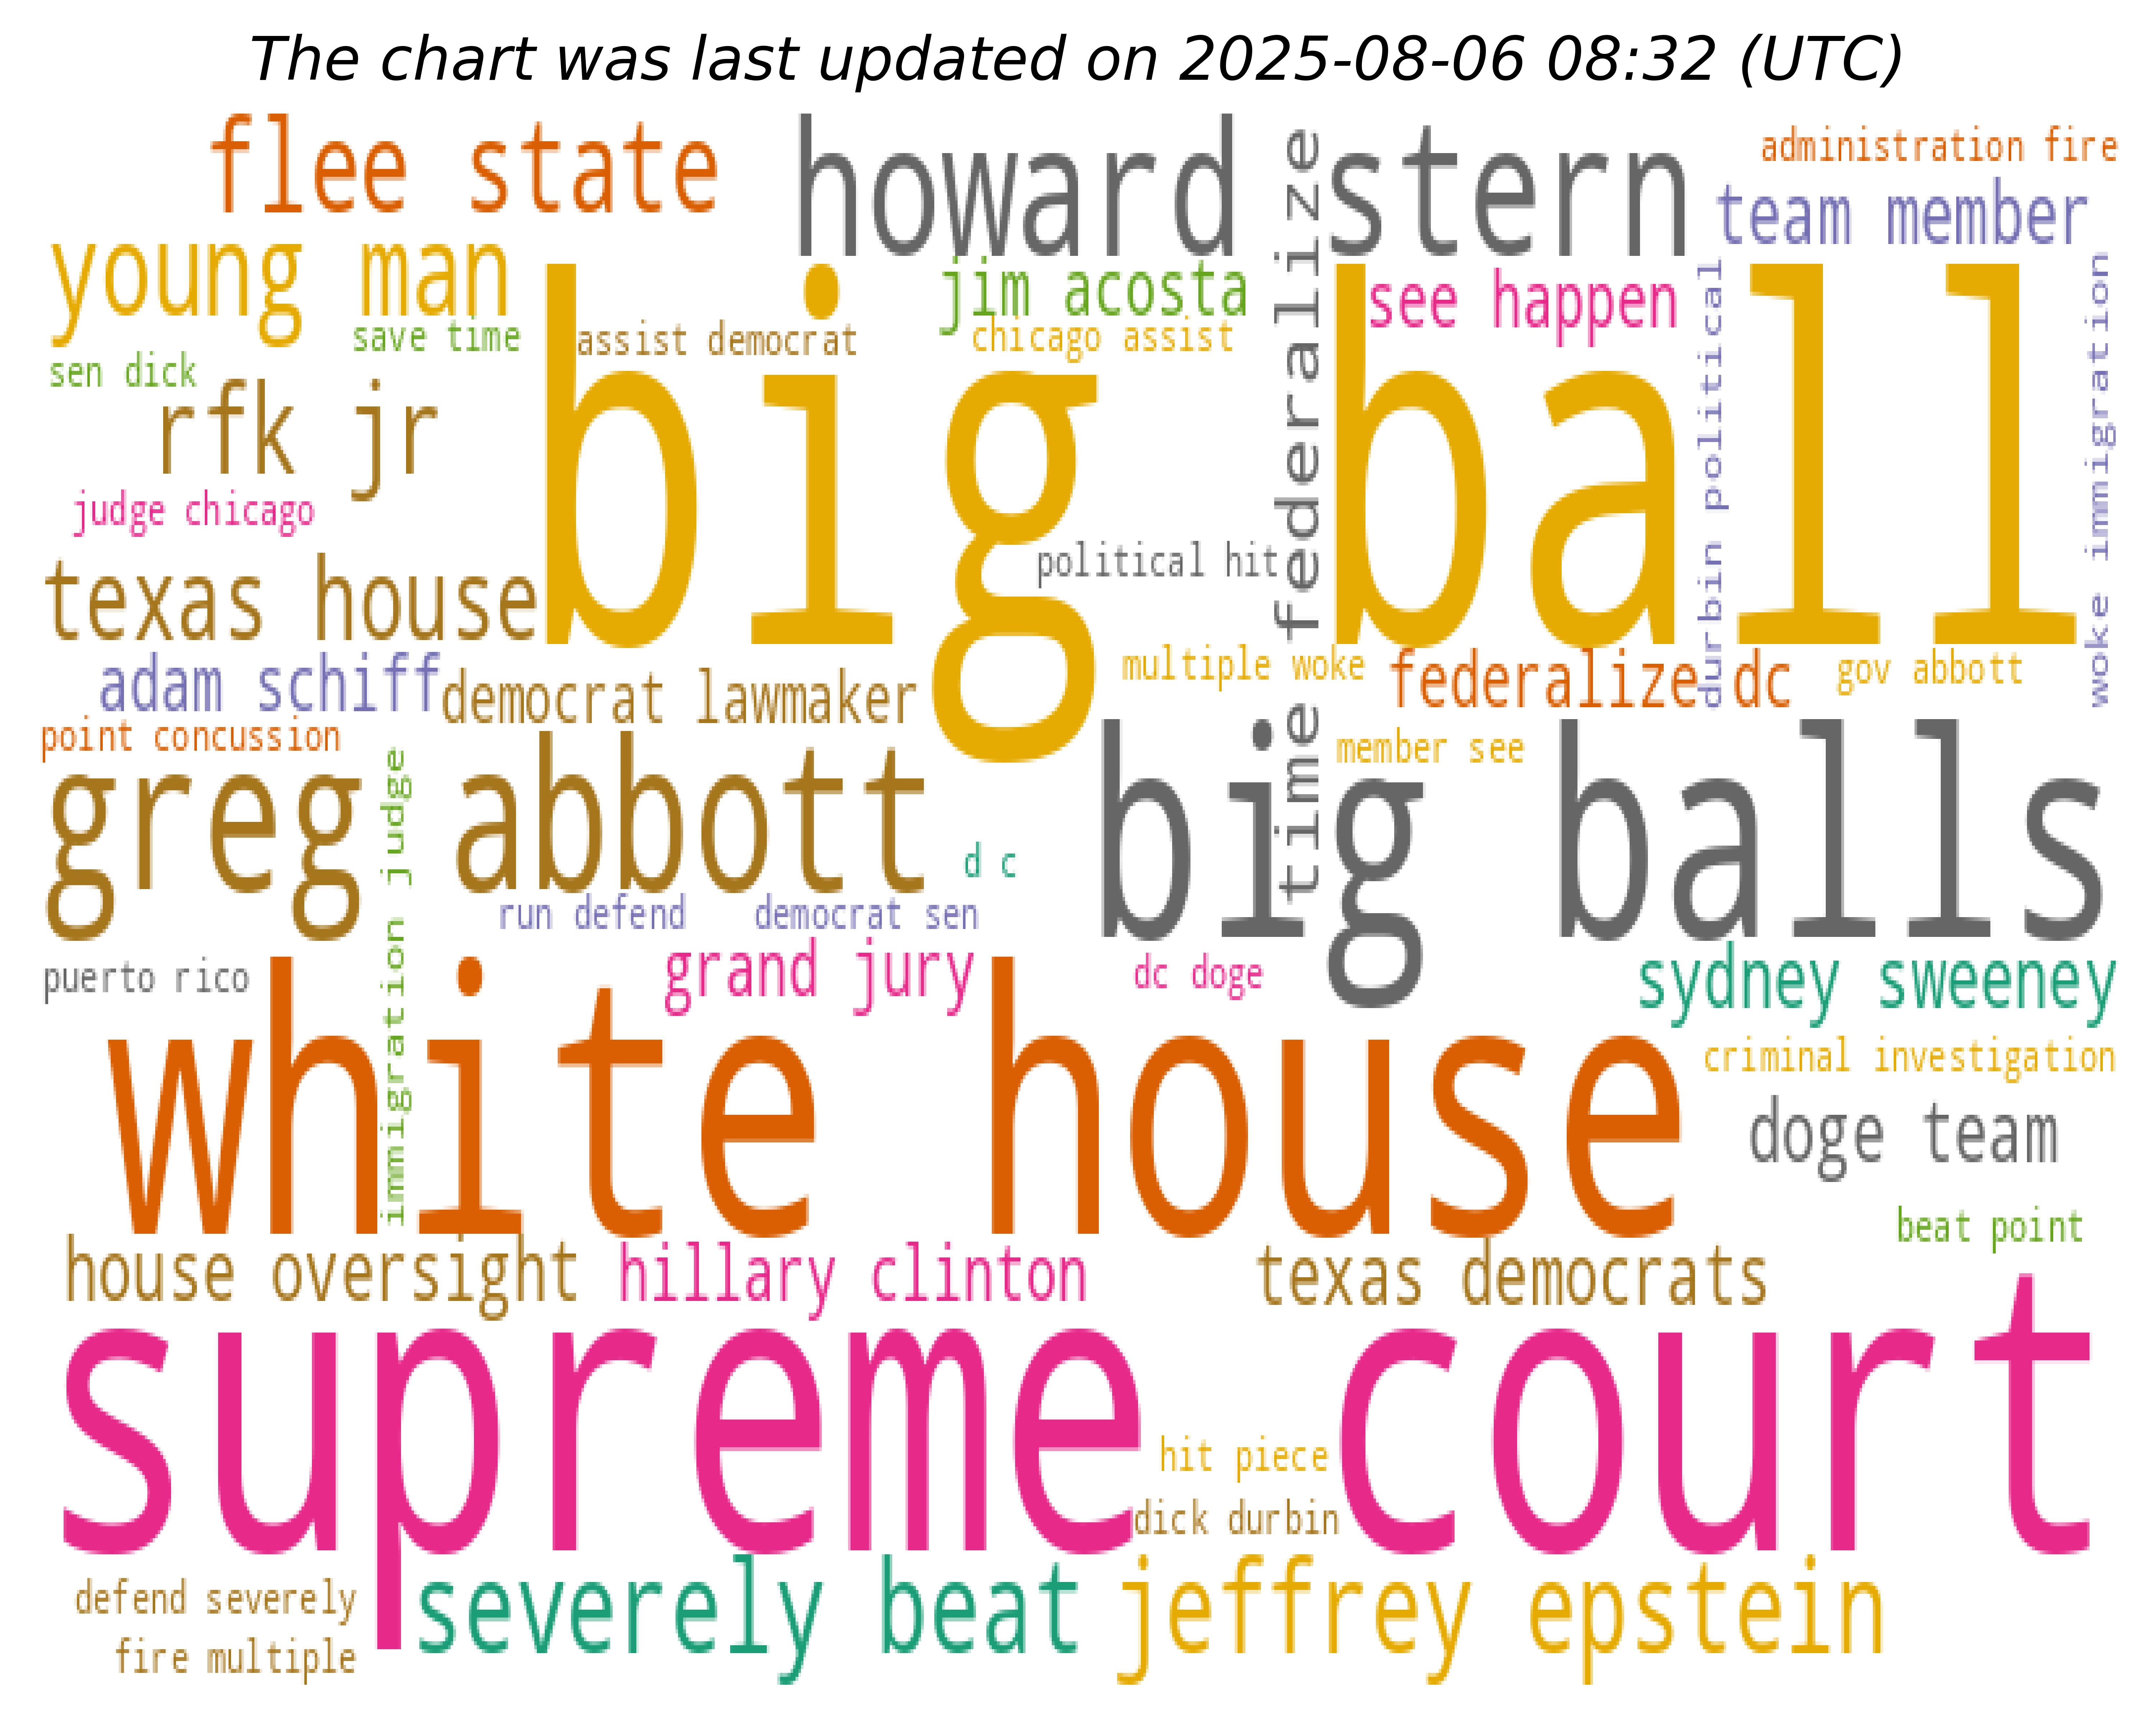 The chart was last updated on 2025-08-06 08:32 (UTC)
flee state
howard stern
administration fire
team member
young man
jim acosta
see happen
save time
assist democrat
chicago assist
sen dick
big ball
rfk jr
judge chicago
political hit
time federalize
durbin political
woke immigration
texas house
adam schiff
democrat lawmaker
multiple woke
federalize dc
gov abbott
point concussion
member see
greg abbott
immigration judge
d c
big balls
run defend
democrat sen
puerto rico
grand jury
dc doge
sydney sweeney
white house
criminal investigation
doge team
beat point
house oversight
hillary clinton
texas democrats
supreme court
hit piece
dick durbin
defend severely
severely beat
jeffrey epstein
fire multiple